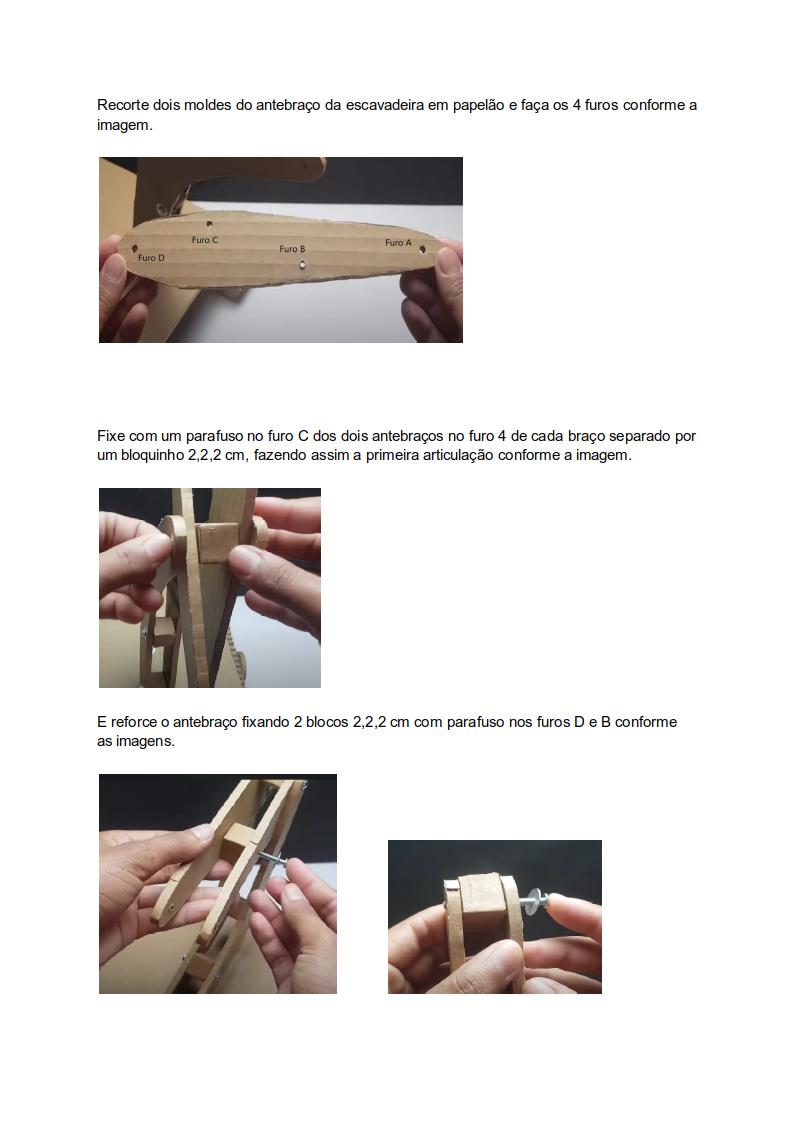 Recorte dois moldes do antebraço da escavadeira em papelão e faça os 4 furos conforme a
imagem.
Furo C
Furo B
Furo A
Furo D
Fixe com um parafuso no furo C dos dois antebraços no furo 4 de cada braço separado por
um bloquinho 2,2,2 cm, fazendo assim a primeira articulação conforme a imagem.
E reforce o antebraço fixando 2 blocos 2,2,2 cm com parafuso nos furos D e B conforme
as imagens.